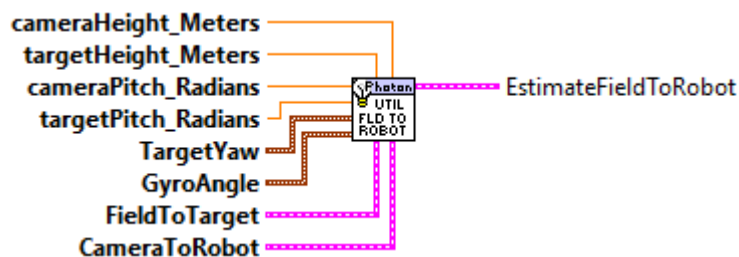 cameraHeight_Meters
targetHeight_Meters
cameraPitch_Radians
targetPitch_Radians
TargetYaw
GyroAngle
FieldToTarget
CameraToRobot
Photon
UTIL
FLD TO
ROBOT
EstimateFieldToRobot